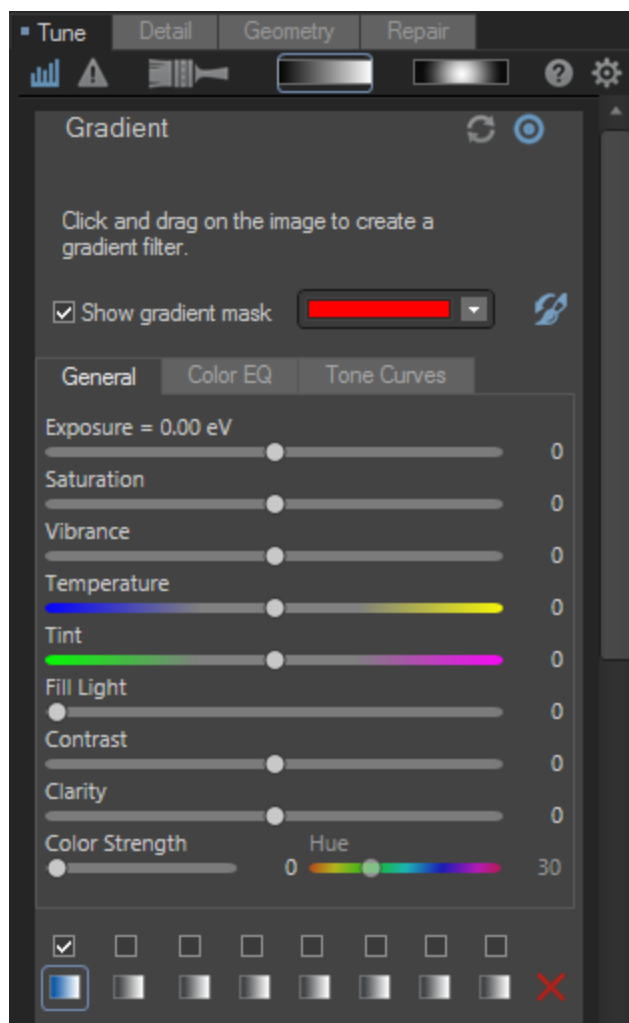 Tune Detail Geometry Repair
Gradient
Click and drag on the image to create a
gradient filter.
Show gradient mask
General Color EQ Tone Curves
Exposure = 0.00 eV
0
Saturation
0
Vibrance
0
Temperature
0
Tint
0
Fill Light
0
Contrast
0
Clarity
0
Color Strength Hue
0 30